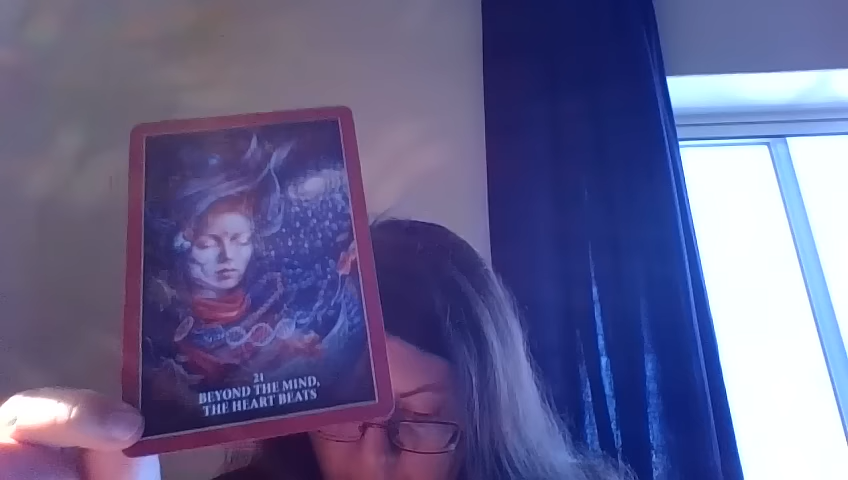 21
BEYOND THE MIND,
THE HEART BEATS